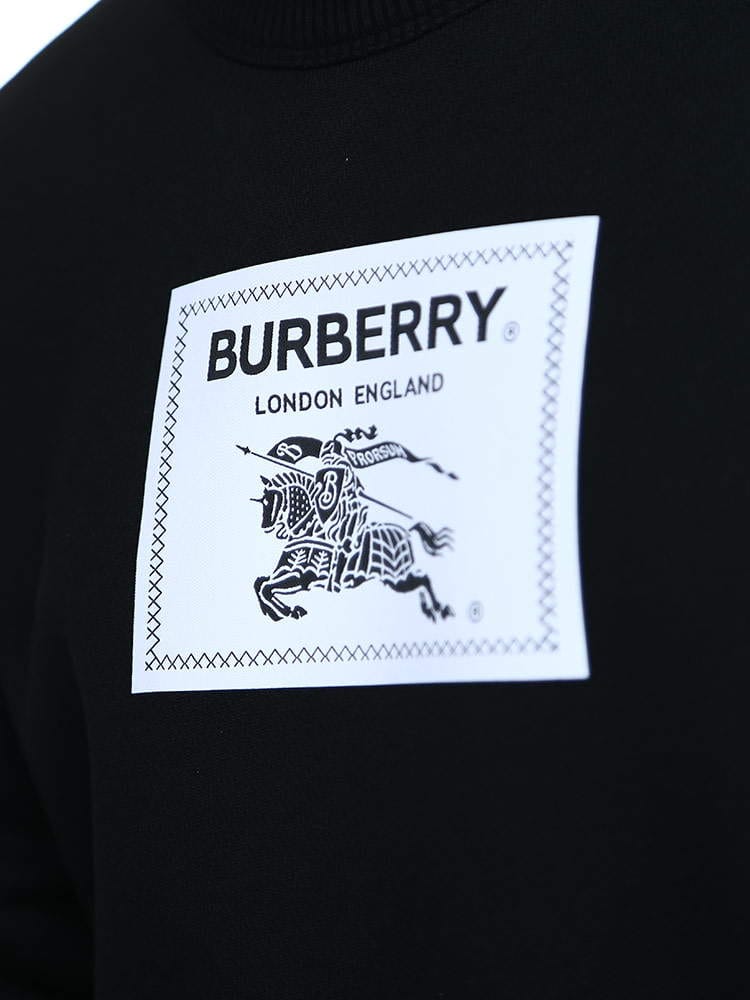 BURBERRY®
LONDON ENGLAND
B
PRORSUM
B
®